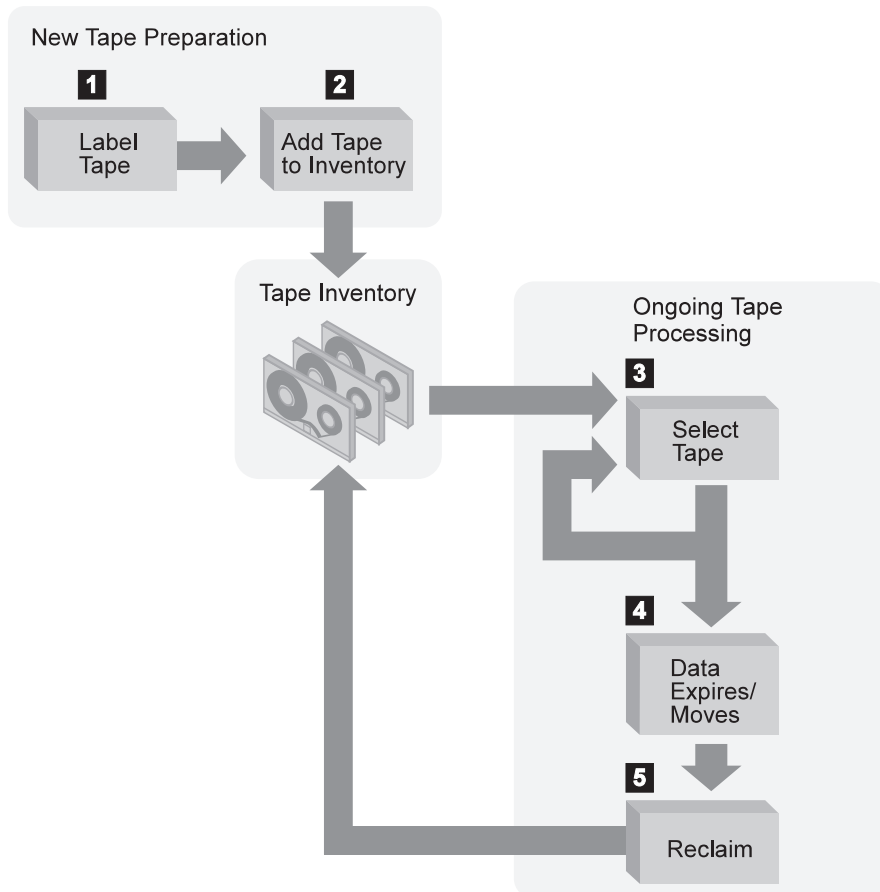 New Tape Preparation
1
2
Label
Tape
Add Tape
to Inventory
Tape Inventory
Ongoing Tape
Processing
3
Select
Tape
4
Data
Expires/
Moves
5
Reclaim